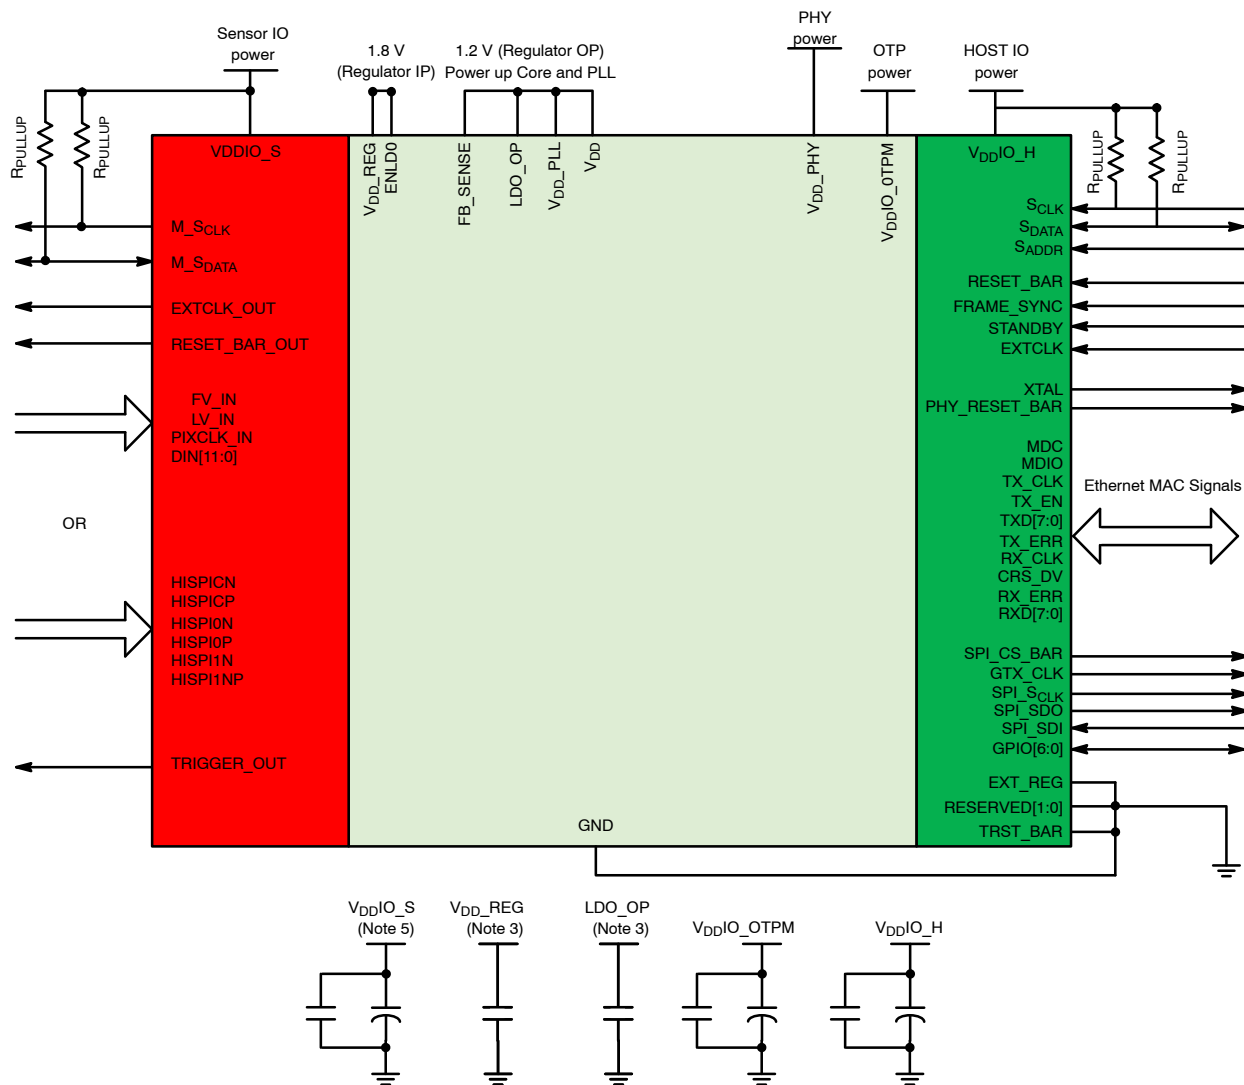 Sensor IO
power
1.8 V
(Regulator IP)
1.2 V (Regulator OP)
Power up Core and PLL
PHY
power
OTP
power
HOST IO
power
RPULLUP
RPULLUP
VDDIO_S
VDD_REG
ENLD0
FB_SENSE
LDO_OP
VDD_PLL
VDD
VDD_PHY
VDDIO_0TPM
VDDIO_H
RPULLUP
RPULLUP
M_SCLK
M_SDATA
EXTCLK_OUT
RESET_BAR_OUT
FV_IN
LV_IN
PIXCLK_IN
DIN[11:0]
OR
HISPICN
HISPICP
HISPI0N
HISPI0P
HISPI1N
HISPI1NP
TRIGGER_OUT
GND
SCLK
SDATA
SADDR
RESET_BAR
FRAME_SYNC
STANDBY
EXTCLK
XTAL
PHY_RESET_BAR
MDC
MDIO
TX_CLK
TX_EN
TXD[7:0]
TX_ERR
RX_CLK
CRS_DV
RX_ERR
RXD[7:0]
Ethernet MAC Signals
SPI_CS_BAR
GTX_CLK
SPI_SCLK
SPI_SDO
SPI_SDI
GPIO[6:0]
EXT_REG
RESERVED[1:0]
TRST_BAR
VDDIO_S
(Note 5)
VDD_REG
(Note 3)
LDO_OP
(Note 3)
VDDIO_OTPM
VDDIO_H